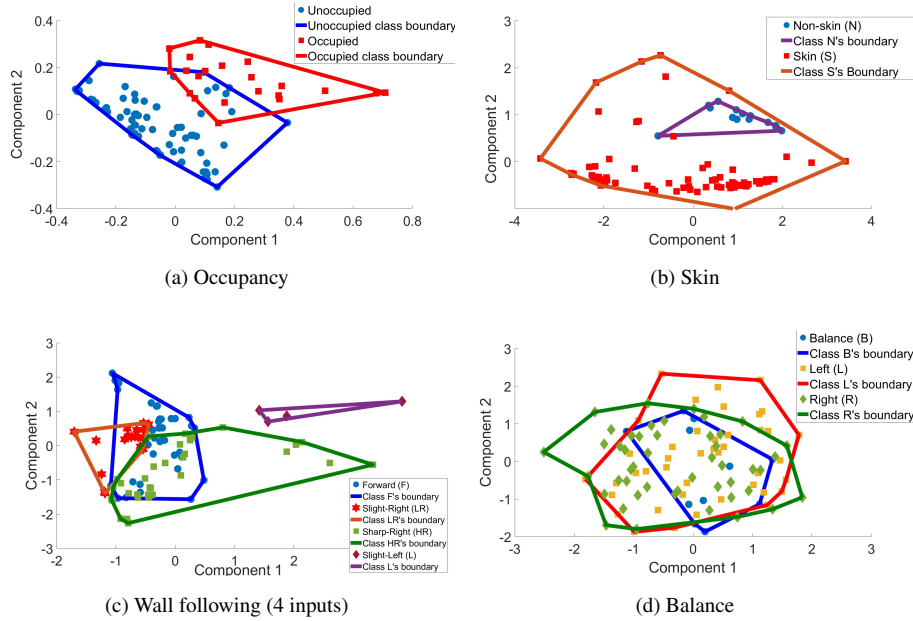 Unoccupied
Unoccupied class boundary
Occupied
Occupied class boundary
0.4
0.2
0
-0.2
-0.4
Component 2
-0.4 -0.2 0 0.2 0.4 0.6 0.8
Component 1
(a) Occupancy
Non-skin (N)
Class N's boundary
Skin (S)
Class S's Boundary
3
2
1
0
-1
Component 2
-4 -2 0 2 4
Component 1
(b) Skin
3
2
1
0
-1
-2
-3
Component 2
Forward (F)
Class F's boundary
Slight-Right (LR)
Class LR's boundary
Sharp-Right (HR)
Class HR's boundary
Slight-Left (L)
Class L's boundary
-2 -1 0 1 2
Component 1
(c) Wall following (4 inputs)
Balance (B)
Class B's boundary
Left (L)
Class L's boundary
Right (R)
Class R's boundary
3
2
1
0
-1
-2
Component 2
-3 -2 -1 0 1 2 3
Component 1
(d) Balance